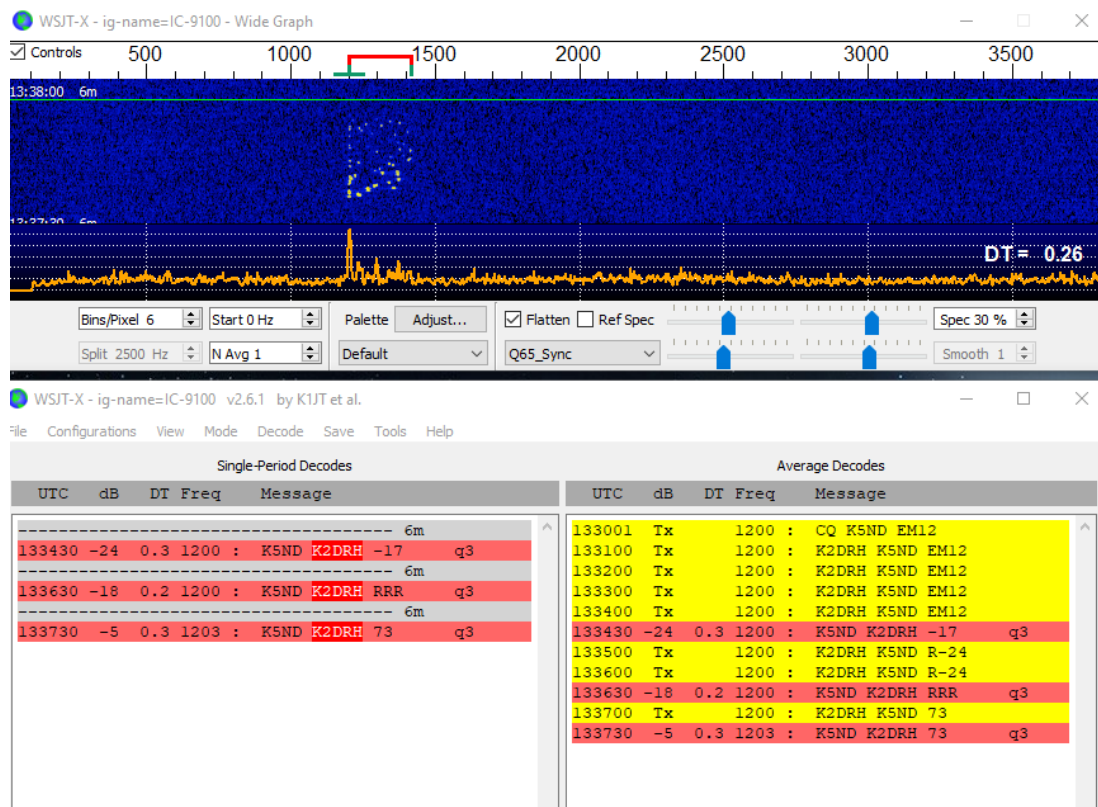 WSJT-X - ig-name=IC-9100 - Wide Graph
Controls 500 1000 1500 2000 2500 3000 3500
13:38:00 6m
13:37:30 6m
DT = 0.26
Bins/Pixel 6 Start 0 Hz Palette Adjust... Flatten Ref Spec Spec 30 %
Split 2500 Hz N Avg 1 Default Q65_Sync Smooth 1
WSJT-X - ig-name=IC-9100 v2.6.1 by K1JT et al.
File Configurations View Mode Decode Save Tools Help
Single-Period Decodes
UTC dB DT Freq Message
------------------------------------- 6m
133430 -24 0.3 1200 : K5ND K2DRH -17 q3
------------------------------------- 6m
133630 -18 0.2 1200 : K5ND K2DRH RRR q3
------------------------------------- 6m
133730 -5 0.3 1203 : K5ND K2DRH 73 q3
Average Decodes
UTC dB DT Freq Message
133001 Tx 1200 : CQ K5ND EM12
133100 Tx 1200 : K2DRH K5ND EM12
133200 Tx 1200 : K2DRH K5ND EM12
133300 Tx 1200 : K2DRH K5ND EM12
133400 Tx 1200 : K2DRH K5ND EM12
133430 -24 0.3 1200 : K5ND K2DRH -17 q3
133500 Tx 1200 : K2DRH K5ND R-24
133600 Tx 1200 : K2DRH K5ND R-24
133630 -18 0.2 1200 : K5ND K2DRH RRR q3
133700 Tx 1200 : K2DRH K5ND 73
133730 -5 0.3 1203 : K5ND K2DRH 73 q3